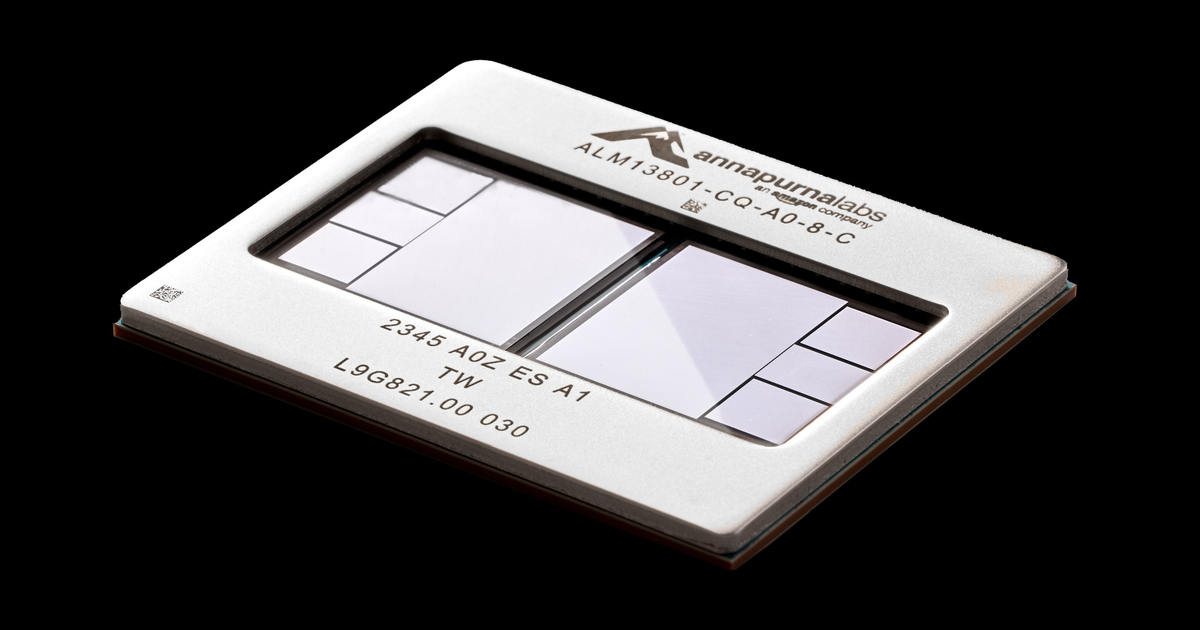 annapurnalabs
an amazon company
ALM13801-CQ-A0-8-C
2345 A0Z ES A1
TW
L9G821.00 030